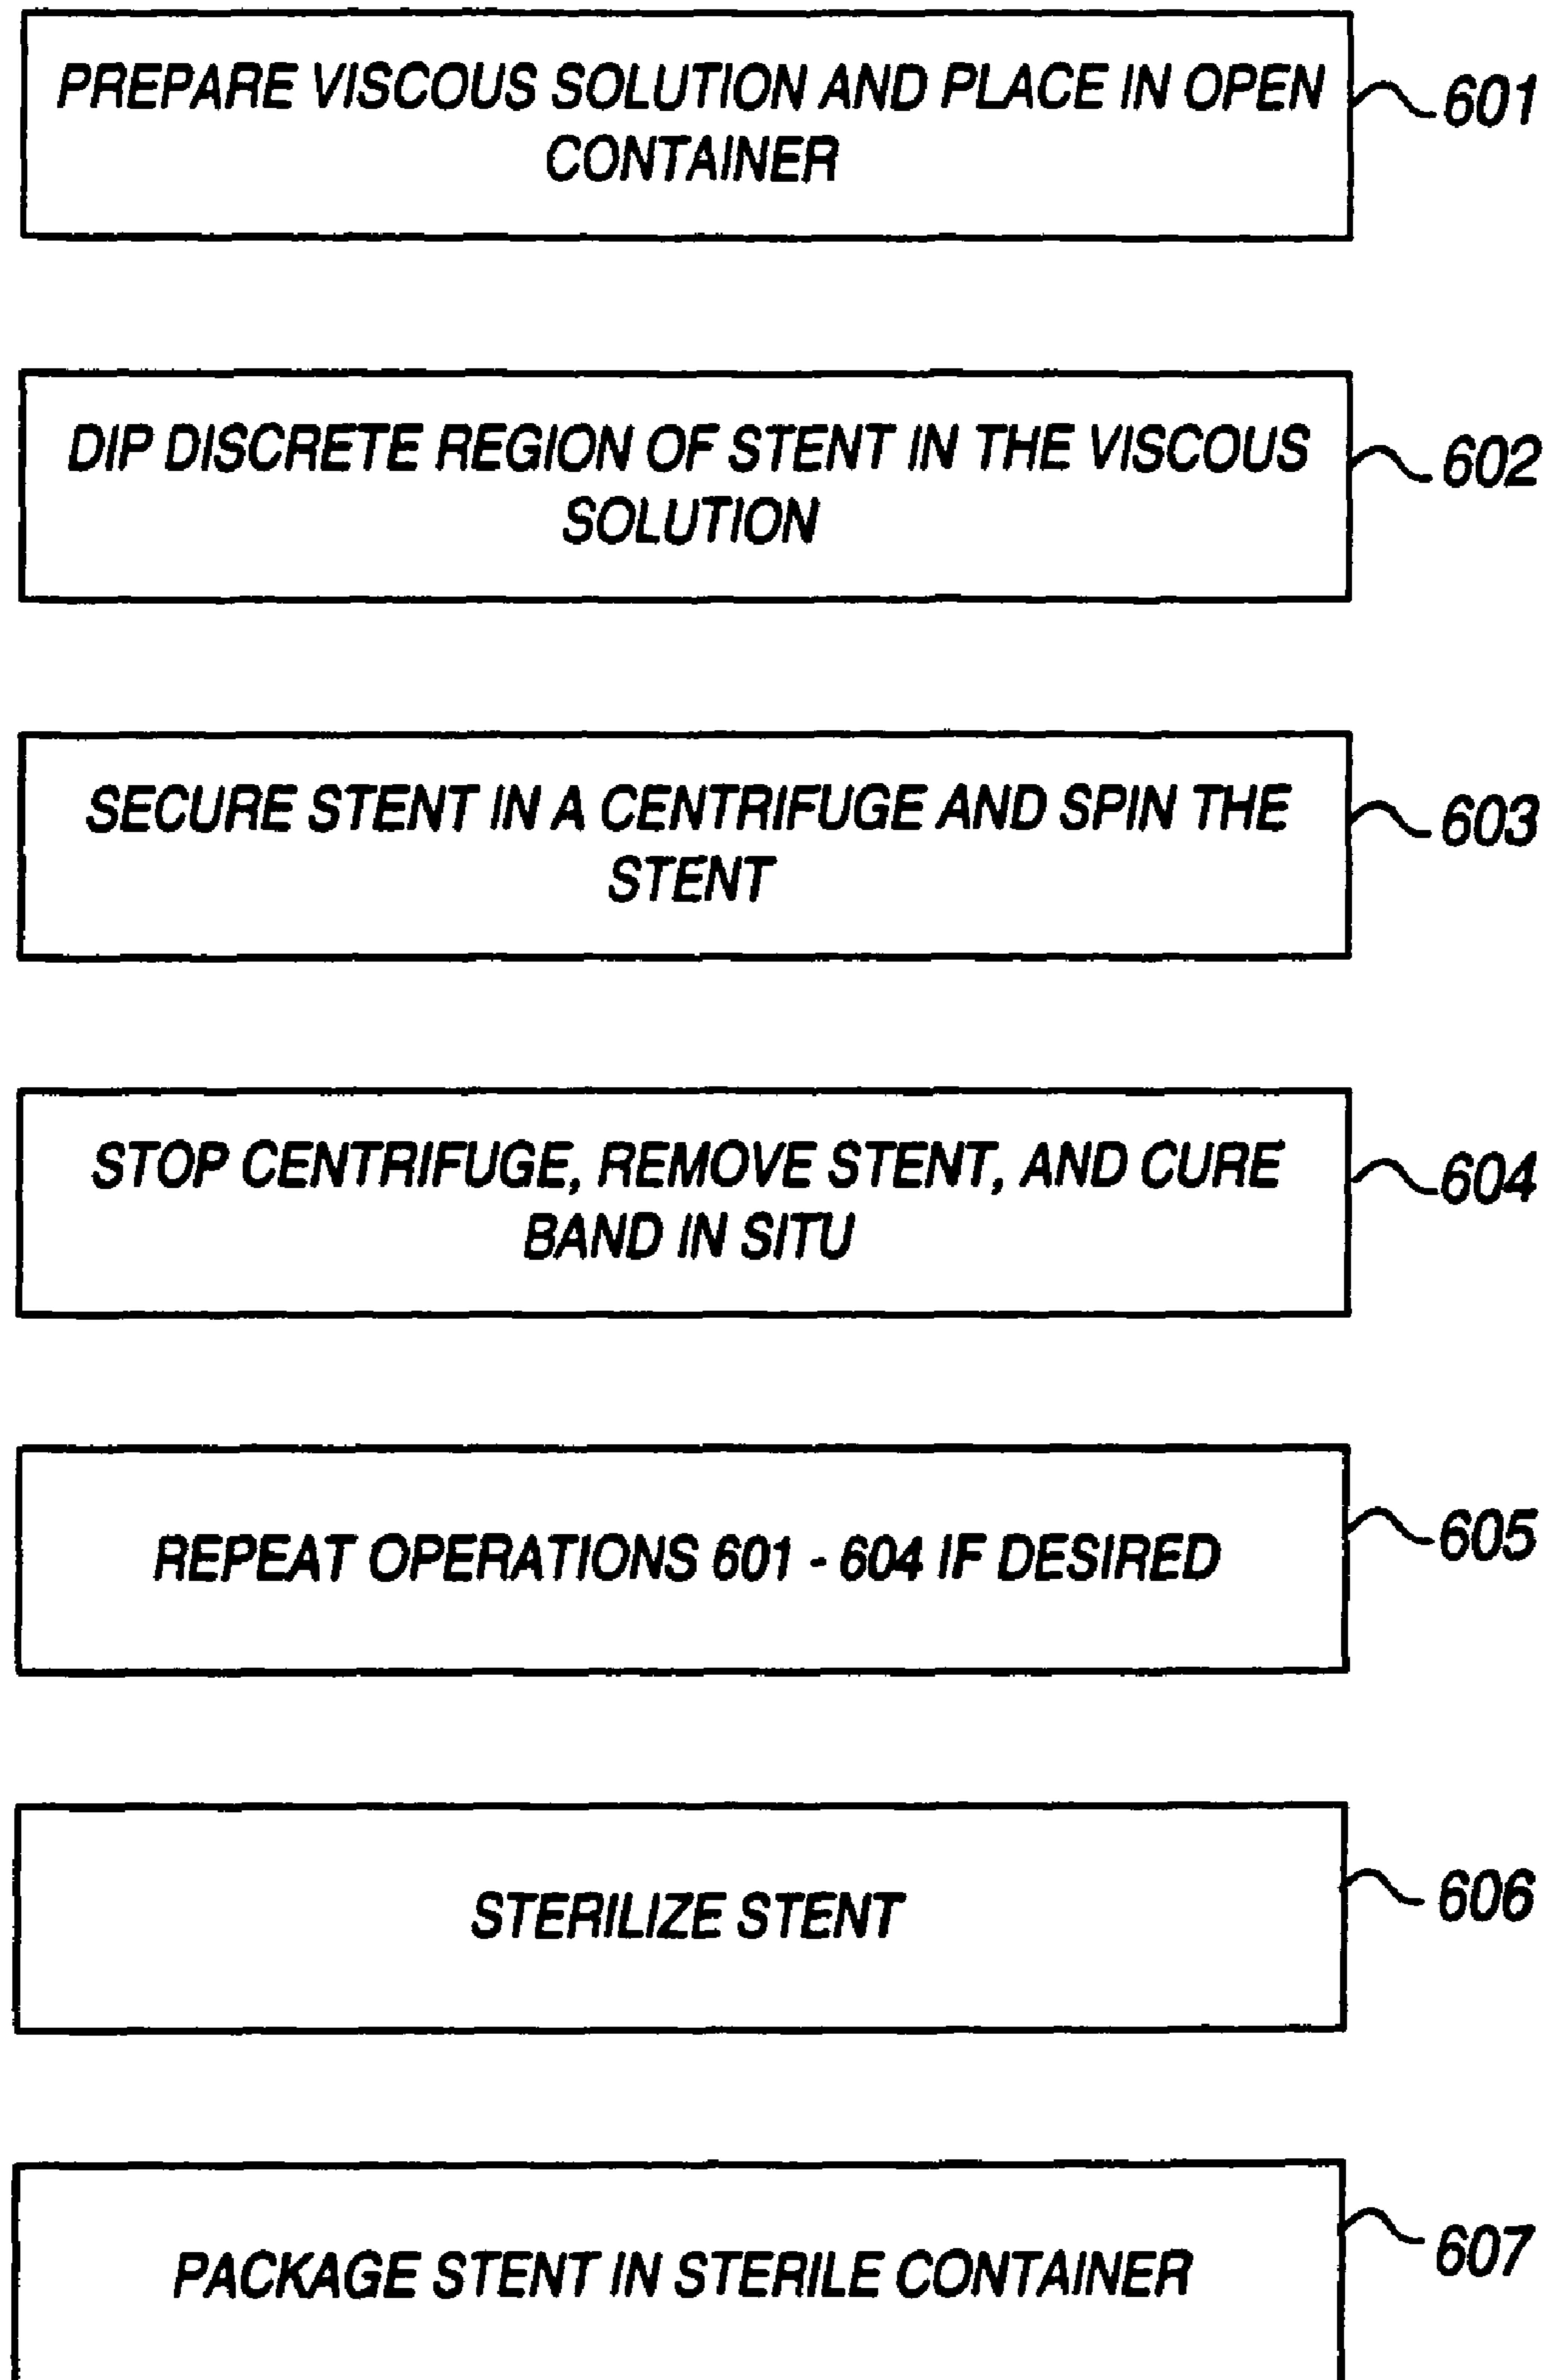 PREPARE VISCOUS SOLUTION AND PLACE IN OPEN
CONTAINER
601
DIP DISCRETE REGION OF STENT IN THE VISCOUS
SOLUTION
602
SECURE STENT IN A CENTRIFUGE AND SPIN THE
STENT
603
STOP CENTRIFUGE, REMOVE STENT, AND CURE
BAND IN SITU
604
REPEAT OPERATIONS 601 - 604 IF DESIRED
605
STERILIZE STENT
606
PACKAGE STENT IN STERILE CONTAINER
607